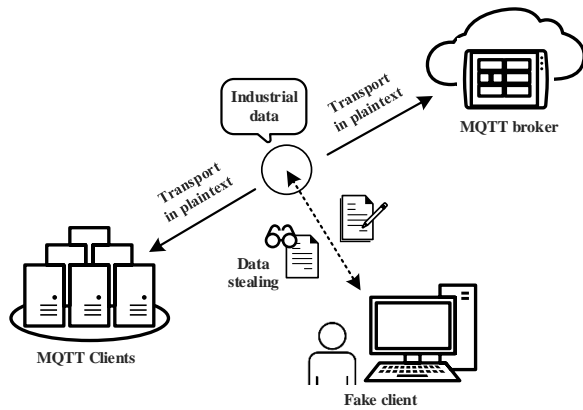 Industrial
data
Transport
in plaintext
MQTT broker
Transport
in plaintext
Data
stealing
MQTT Clients
Fake client